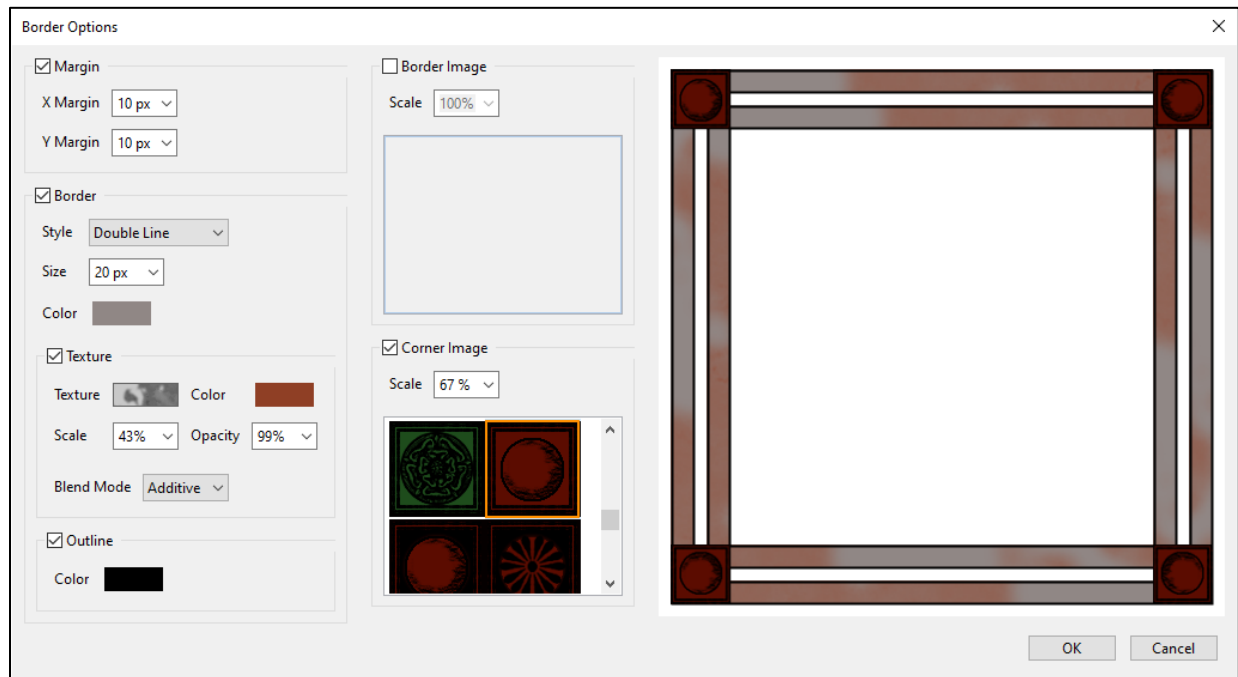 Border Options
Margin
X Margin 10 px
Y Margin 10 px
Border
Style Double Line
Size 20 px
Color
Texture
Texture Color
Scale 43% Opacity 99%
Blend Mode Additive
Outline
Color
Border Image
Scale 100%
Corner Image
Scale 67 %
OK Cancel